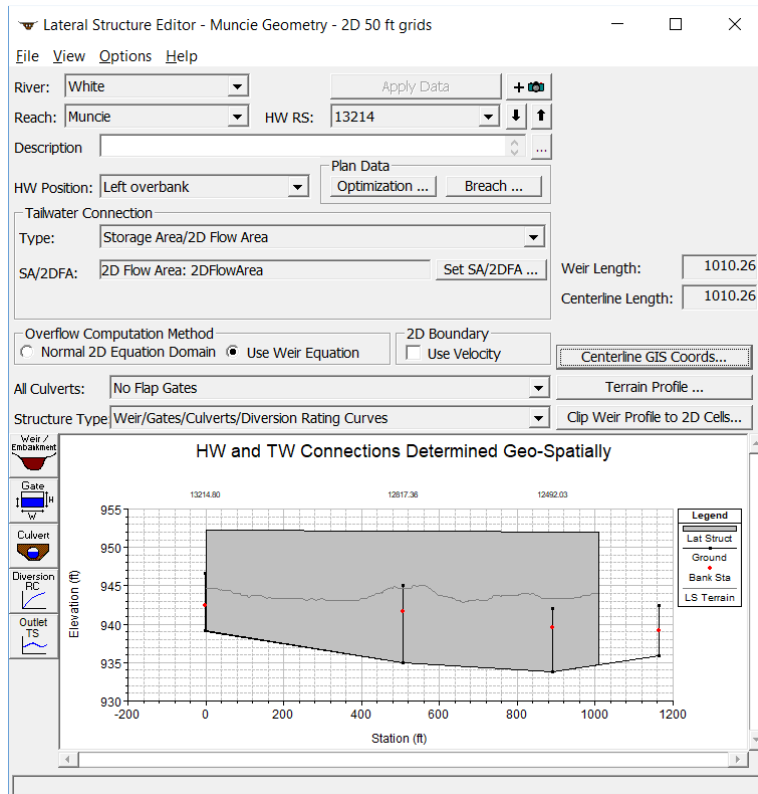 Lateral Structure Editor - Muncie Geometry - 2D 50 ft grids
File View Options Help
River: White Apply Data +
Reach: Muncie HW RS: 13214
Description ...
Plan Data
HW Position: Left overbank Optimization ... Breach ...
Tailwater Connection
Type: Storage Area/2D Flow Area
SA/2DFA: 2D Flow Area: 2DFlowArea Set SA/2DFA ... Weir Length: 1010.26
Centerline Length: 1010.26
Overflow Computation Method 2D Boundary
Normal 2D Equation Domain Use Weir Equation Use Velocity Centerline GIS Coords...
All Culverts: No Flap Gates Terrain Profile ...
Structure Type: Weir/Gates/Culverts/Diversion Rating Curves Clip Weir Profile to 2D Cells...
Weir / Embankment
Gate
H
W
Culvert
Diversion RC
Outlet TS
HW and TW Connections Determined Geo-Spatially
13214.80 12817.36 12492.03
955
950
945
940
935
930
Elevation (ft)
-200 0 200 400 600 800 1000 1200
Station (ft)
Legend
Lat Struct
Ground
Bank Sta
LS Terrain